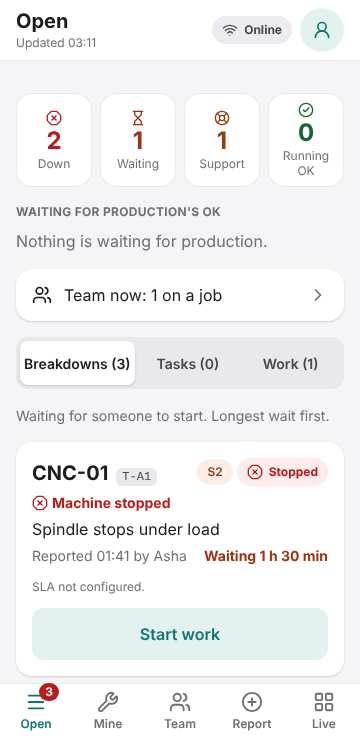 Open
Updated 03:11
Online
2
Down
1
Waiting
1
Support
0
Running
OK
WAITING FOR PRODUCTION'S OK
Nothing is waiting for production.
Team now: 1 on a job
Breakdowns (3)
Tasks (0)
Work (1)
Waiting for someone to start. Longest wait first.
CNC-01 T-A1 S2 Stopped
Machine stopped
Spindle stops under load
Reported 01:41 by Asha Waiting 1 h 30 min
SLA not configured.
Start work
3
Open
Mine
Team
Report
Live